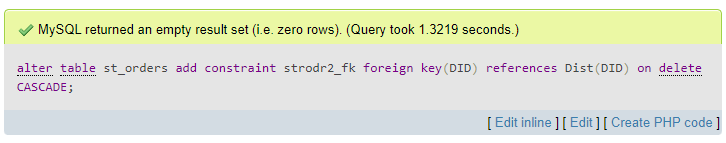 MySQL returned an empty result set (i.e. zero rows). (Query took 1.3219 seconds.)
alter table st_orders add constraint strodr2_fk foreign key(DID) references Dist(DID) on delete
CASCADE;
[ Edit inline ] [ Edit ] [ Create PHP code ]